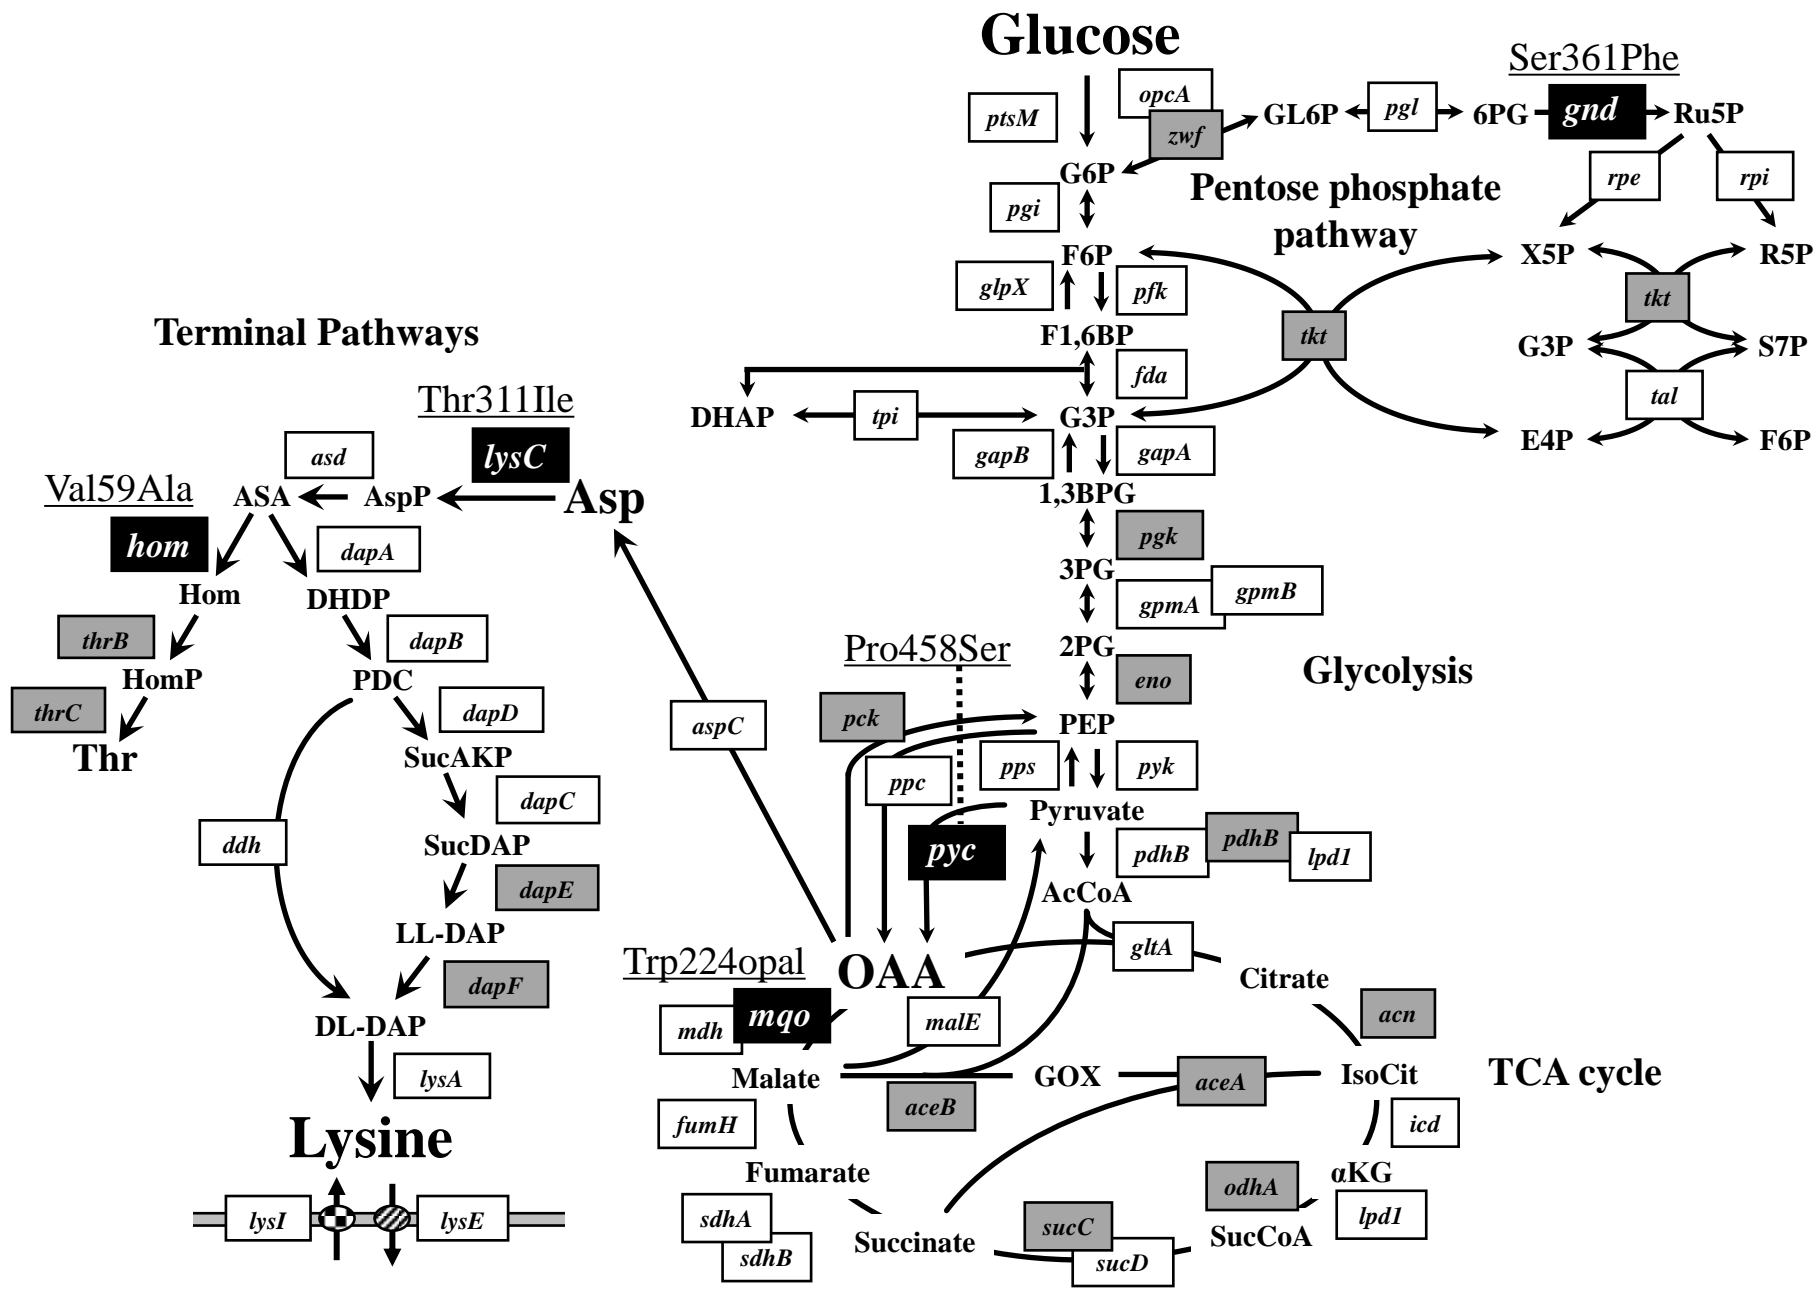 Glucose
Ser361Phe
opcA
ptsM
zwf
GL6P
pgl
6PG
gnd
Ru5P
G6P
rpe
rpi
Pentose phosphate
pathway
pgi
F6P
X5P
R5P
glpX
pfk
tkt
tkt
F1,6BP
G3P
S7P
fda
DHAP
tpi
G3P
tal
gapB
gapA
E4P
F6P
1,3BPG
pgk
3PG
gpmA
gpmB
2PG
Glycolysis
eno
PEP
pps
pyk
Pyruvate
pdhB
pdhB
lpd1
AcCoA
Terminal Pathways
Thr311Ile
lysC
asd
Val59Ala
ASA
AspP
Asp
hom
dapA
Hom
DHDP
thrB
dapB
HomP
PDC
thrC
dapD
Thr
SucAKP
dapC
ddh
SucDAP
dapE
LL-DAP
dapF
DL-DAP
lysA
Lysine
lysI
lysE
Pro458Ser
aspC
pck
ppc
pyc
Trp224opal
OAA
gltA
Citrate
mdh
mqo
malE
acn
Malate
GOX
aceA
IsoCit
TCA cycle
aceB
fumH
icd
Fumarate
odhA
αKG
sdhA
sdhB
Succinate
sucC
sucD
SucCoA
lpd1